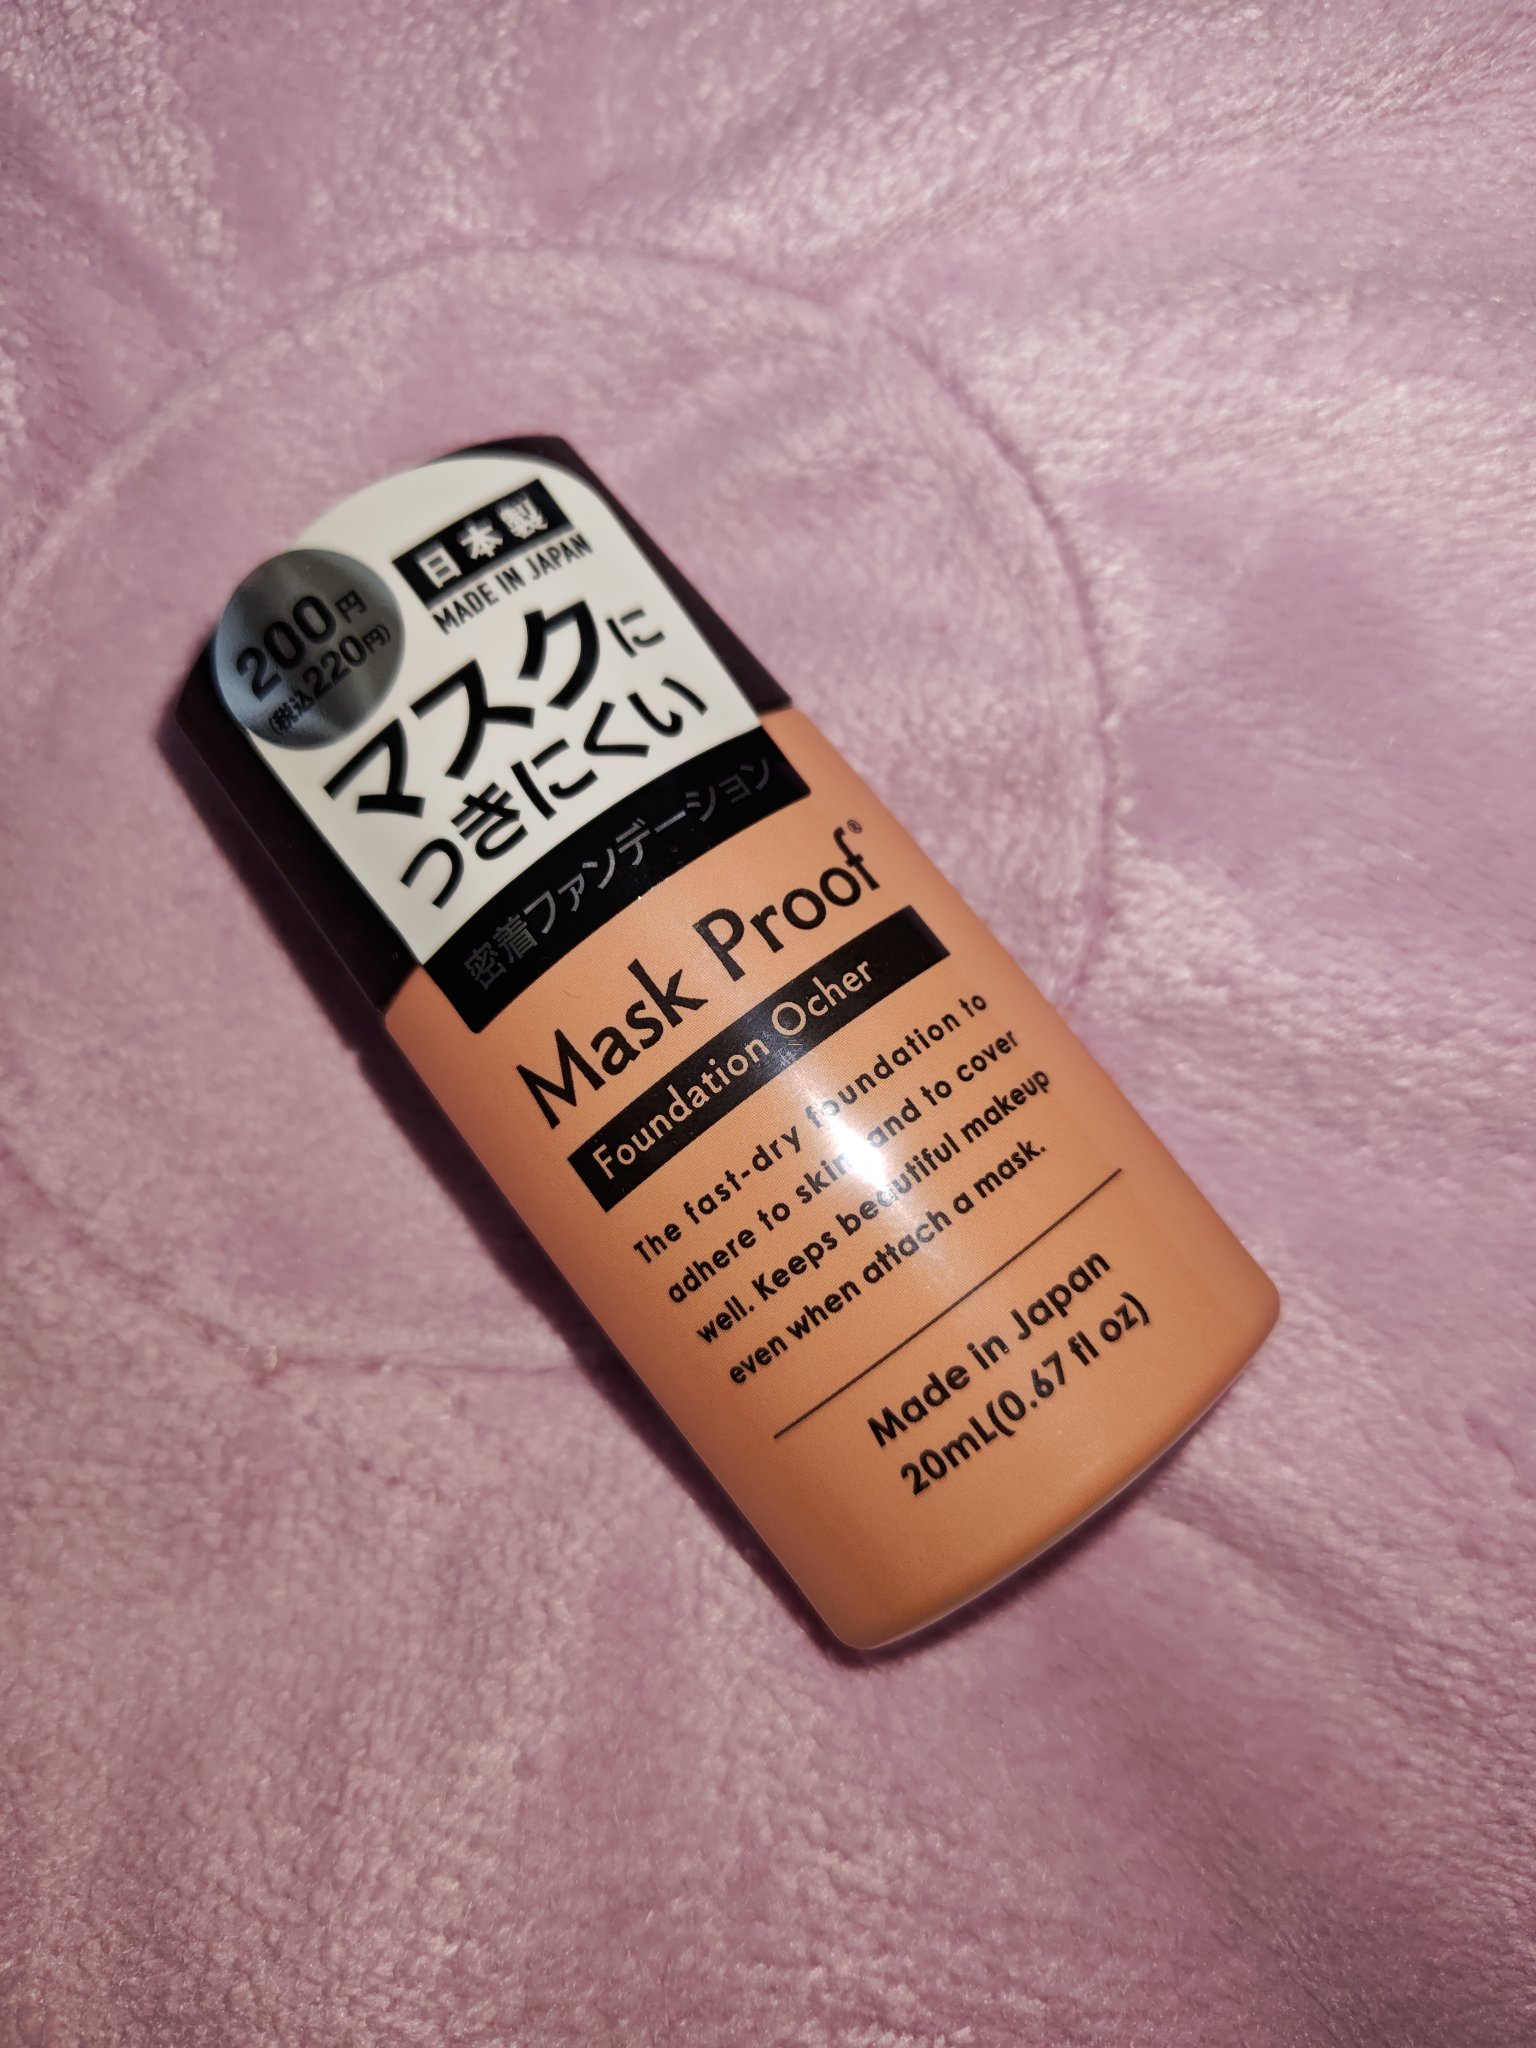 日本製
MADE IN JAPAN
200円
(税込220円)
マスクに
つきにくい
密着ファンデーション
Mask Proof®
Foundation Ocher
The fast-dry foundation to
adhere to skin and to cover
well. Keeps beautiful makeup
even when attach a mask.
Made in Japan
20mL(0.67 fl oz)